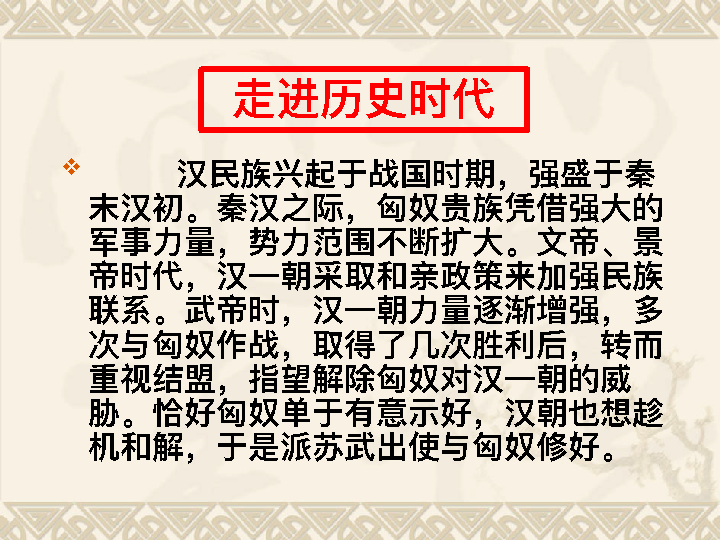 走进历史时代
汉民族兴起于战国时期，强盛于秦
末汉初。秦汉之际，匈奴贵族凭借强大的
军事力量，势力范围不断扩大。文帝、景
帝时代，汉一朝采取和亲政策来加强民族
联系。武帝时，汉一朝力量逐渐增强，多
次与匈奴作战，取得了几次胜利后，转而
重视结盟，指望解除匈奴对汉一朝的威
胁。恰好匈奴单于有意示好，汉朝也想趁
机和解，于是派苏武出使与匈奴修好。